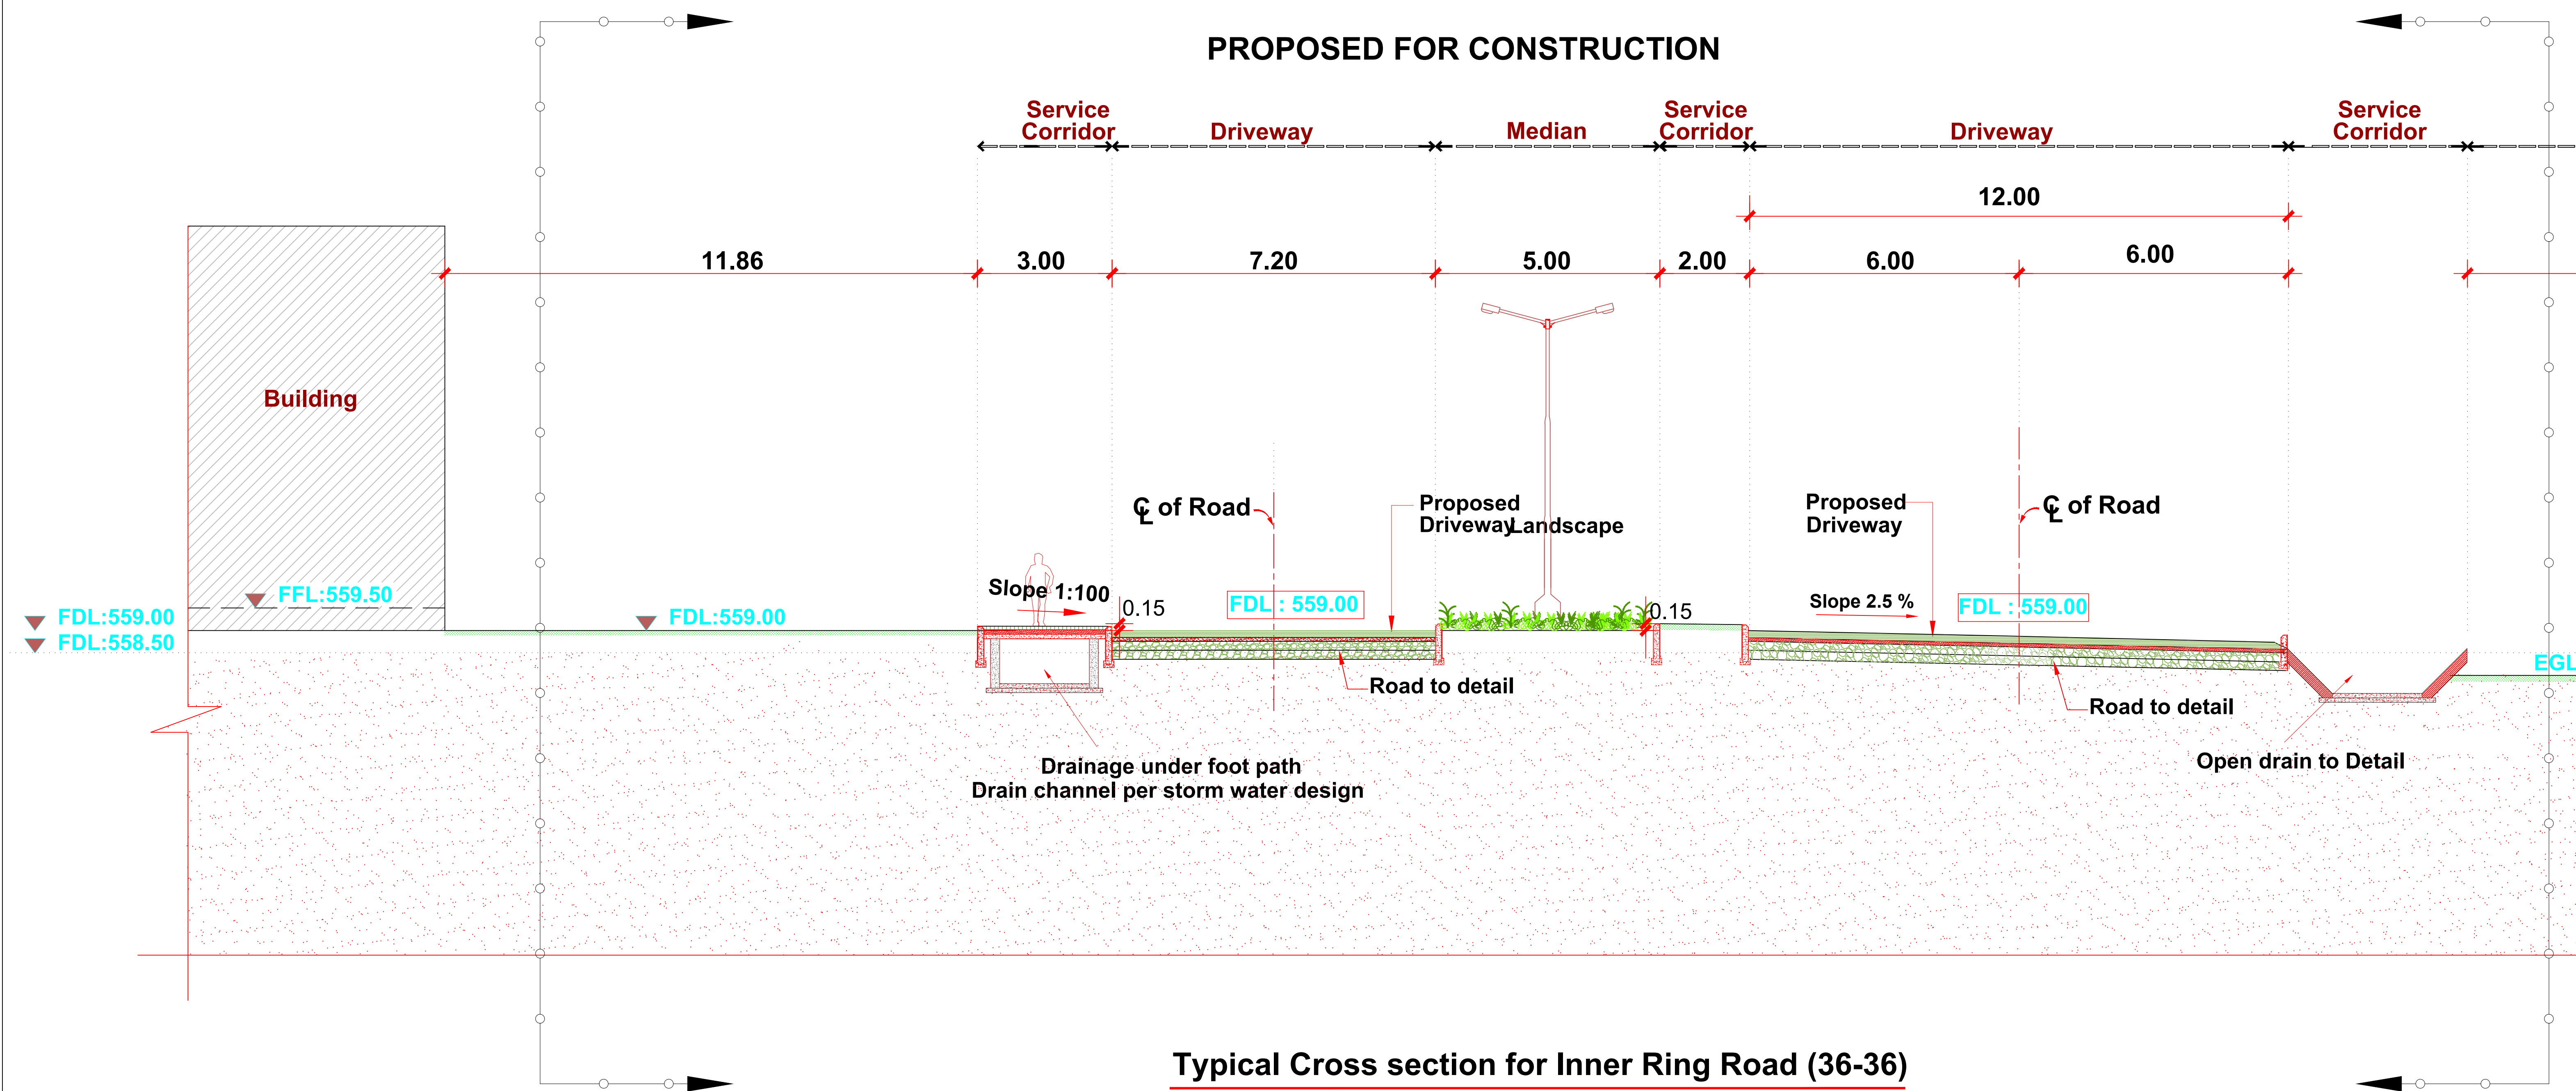 PROPOSED FOR CONSTRUCTION
Service
Corridor
Driveway
Median
Service
Corridor
Driveway
Service
Corridor
12.00
11.86
3.00
7.20
5.00
2.00
6.00
6.00
Building
FFL:559.50
FDL:559.00
FDL:558.50
FDL:559.00
Slope 1:100
0.15
℄ of Road
FDL : 559.00
Proposed
Driveway
Landscape
0.15
Proposed
Driveway
Slope 2.5 %
℄ of Road
FDL : 559.00
EGL
Road to detail
Road to detail
Drainage under foot path
Drain channel per storm water design
Open drain to Detail
Typical Cross section for Inner Ring Road (36-36)